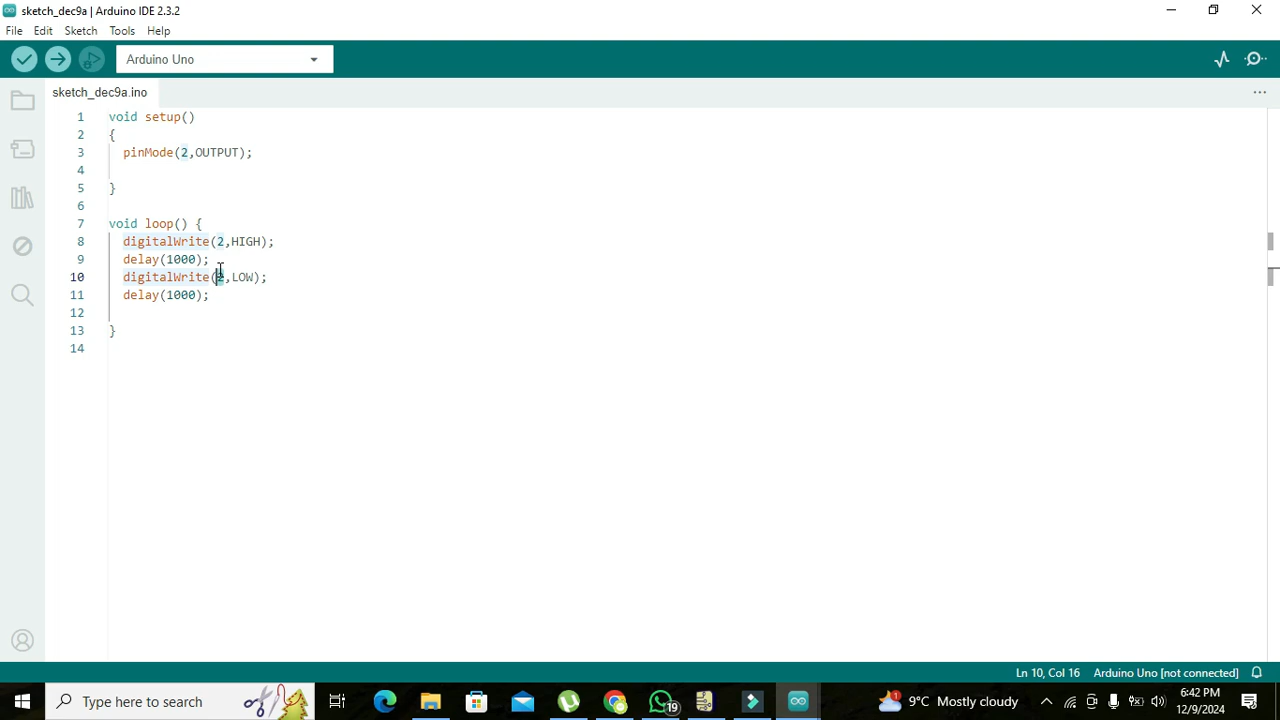 sketch_dec9a | Arduino IDE 2.3.2
File Edit Sketch Tools Help
Arduino Uno
sketch_dec9a.ino
1 void setup()
2 {
3 pinMode(2,OUTPUT);
4
5 }
6
7 void loop() {
8 digitalWrite(2,HIGH);
9 delay(1000);
10 digitalWrite(2,LOW);
11 delay(1000);
12
13 }
14
Ln 10, Col 16 Arduino Uno [not connected]
Type here to search 19 1 9°C Mostly cloudy 6:42 PM
12/9/2024